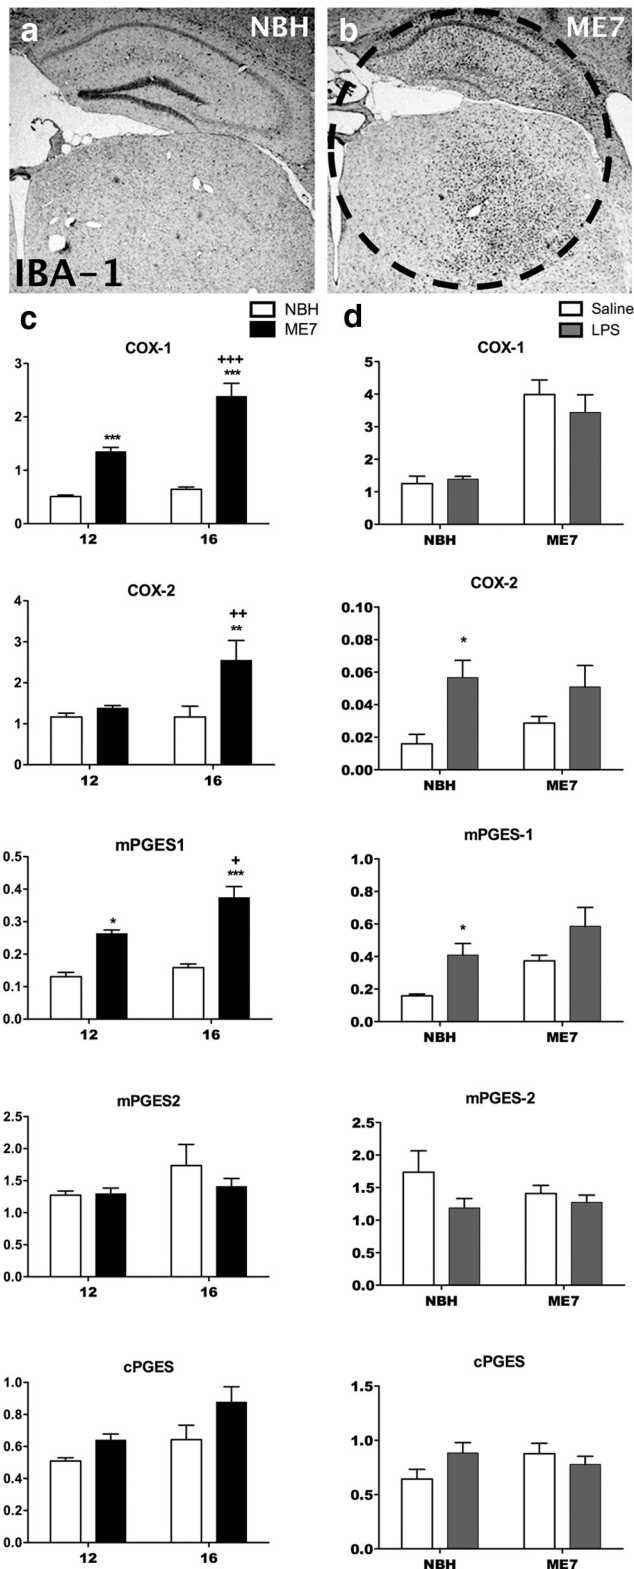 a NBH
b ME7
IBA-1
c
NBH
ME7
COX-1
3
2
1
0
***
+++
***
12 16
COX-2
4
3
2
1
0
++
**
12 16
mPGES1
0.5
0.4
0.3
0.2
0.1
0.0
*
+
***
12 16
mPGES2
2.5
2.0
1.5
1.0
0.5
0.0
12 16
cPGES
1.0
0.8
0.6
0.4
0.2
0.0
12 16
d
Saline
LPS
COX-1
5
4
3
2
1
0
NBH ME7
COX-2
0.10
0.08
0.06
0.04
0.02
0.00
*
NBH ME7
mPGES-1
1.0
0.8
0.6
0.4
0.2
0.0
*
NBH ME7
mPGES-2
2.5
2.0
1.5
1.0
0.5
0.0
NBH ME7
cPGES
1.5
1.0
0.5
0.0
NBH ME7